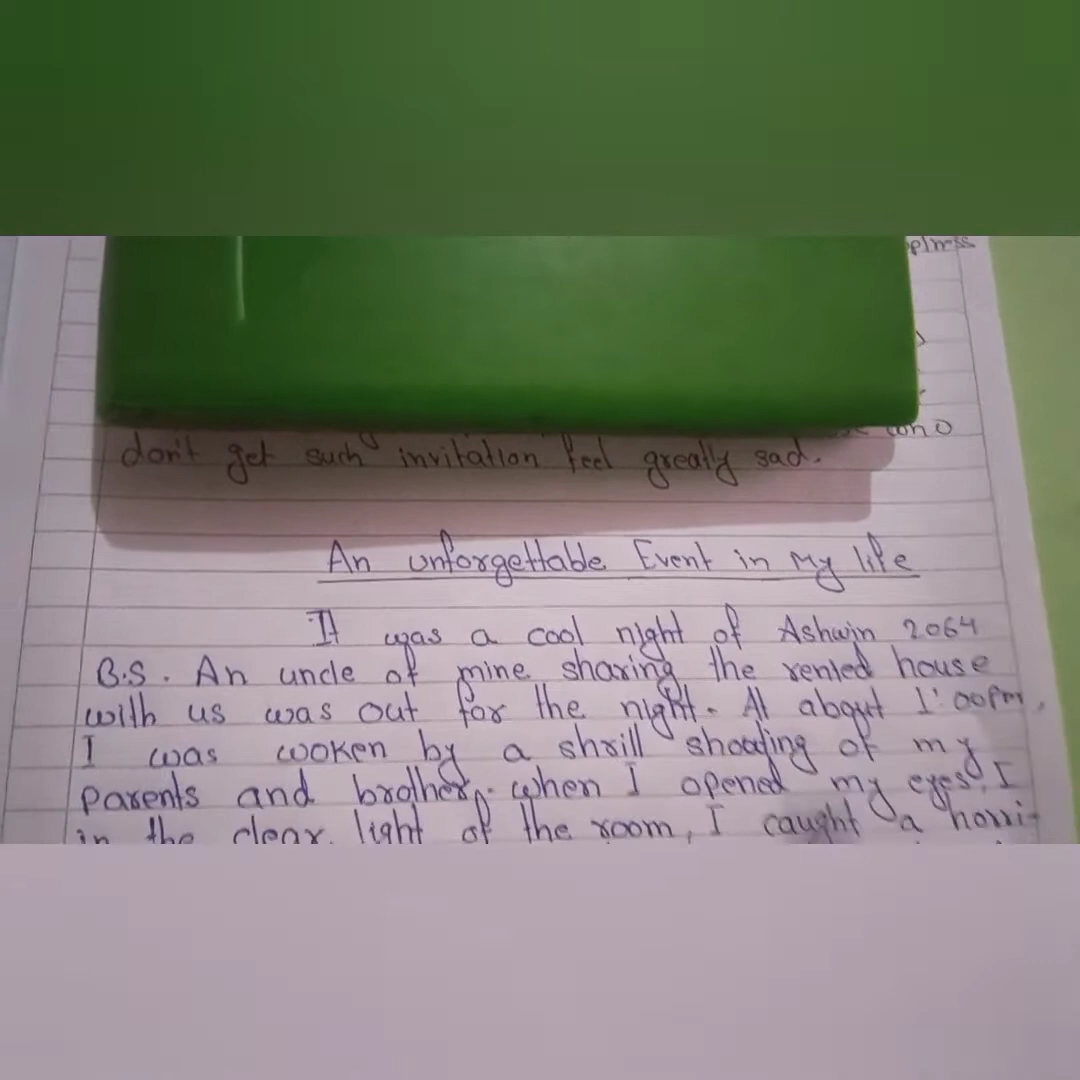 don't get such invitation feel greatly sad.
An unforgettable Event in my life
It was a cool night of Ashwin 2064
B.S. An uncle of mine sharing the rented house
with us was out for the night. At about 1:00pm,
I was woken by a shrill shouting of my
parents and brother. when I opened my eyes, I
in the clear light of the room, I caught a horri-